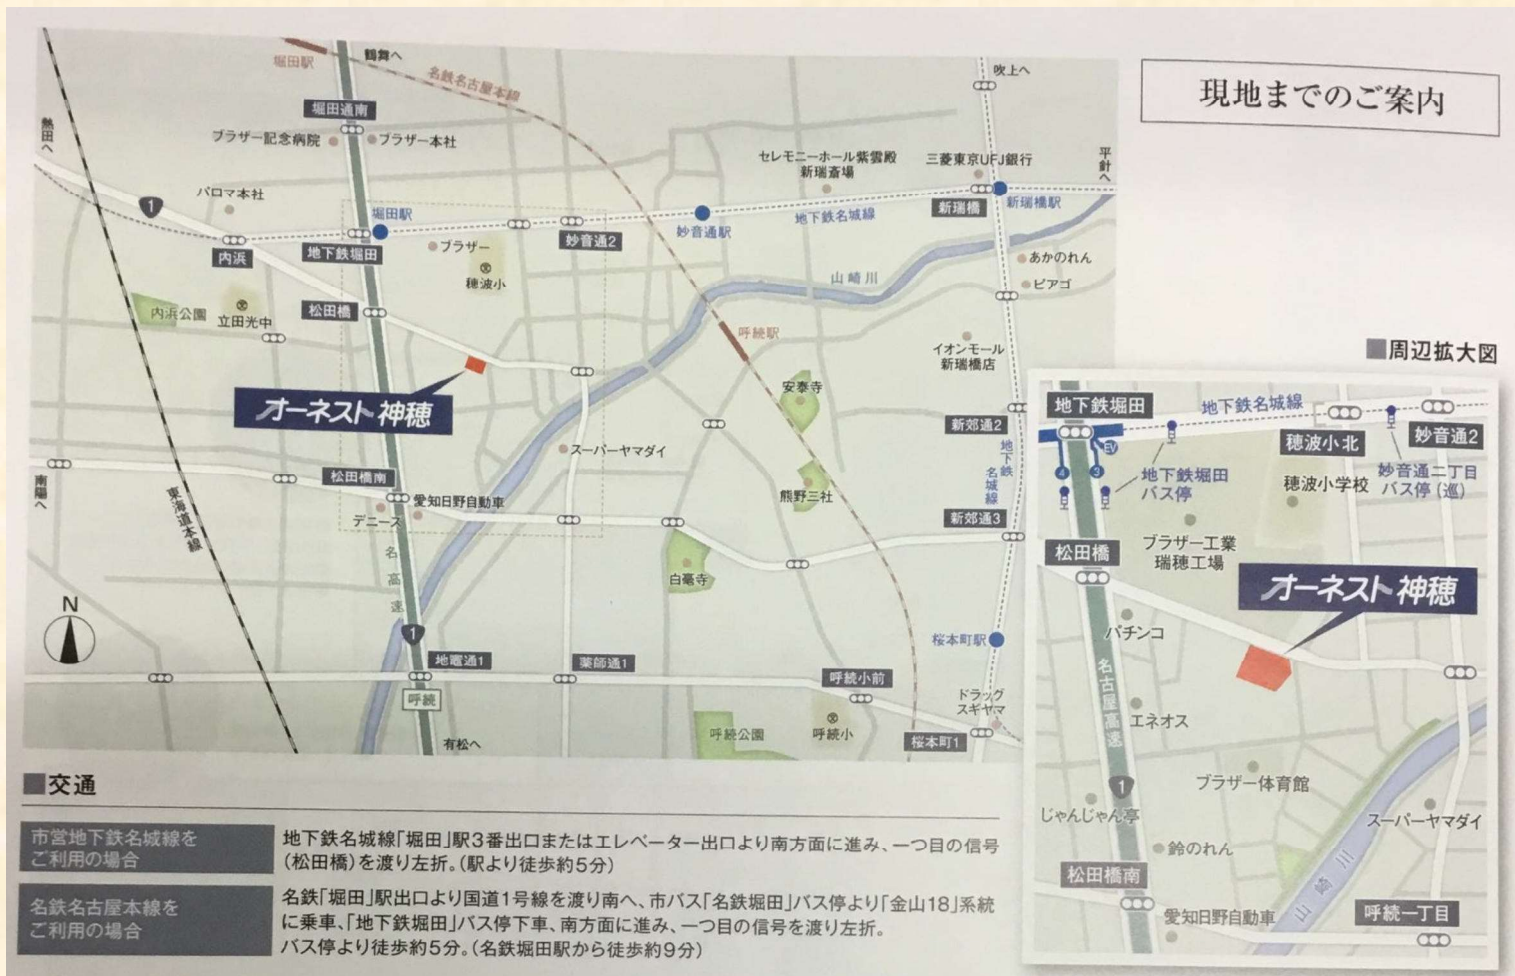 現地までのご案内
堀田駅
鶴舞へ
名鉄名古屋本線
吹上へ
熱田へ
堀田通南
ブラザー記念病院
ブラザー本社
セレモニーホール紫雲殿
新瑞斎場
三菱東京UFJ銀行
平針へ
パロマ本社
1
堀田駅
妙音通駅
地下鉄名城線
新瑞橋
新瑞橋駅
内浜
地下鉄堀田
ブラザー
妙音通2
穂波小
山崎川
あかのれん
ピアゴ
内浜公園
立田光中
松田橋
呼続駅
イオンモール
新瑞橋店
オーネスト神穂
安泰寺
新郊通2
地下鉄
名城線
スーパーヤマダイ
南陽へ
東海道本線
松田橋南
愛知日野自動車
デニーズ
熊野三社
新郊通3
名高速
白毫寺
N
1
桜本町駅
地竈通1
薬師通1
呼続小前
呼続
ドラッグ
スギヤマ
有松へ
呼続公園
呼続小
桜本町1
■周辺拡大図
地下鉄堀田
地下鉄名城線
穂波小北
妙音通2
EV
4
3
地下鉄堀田
バス停
穂波小学校
妙音通二丁目
バス停(巡)
松田橋
ブラザー工業
瑞穂工場
オーネスト神穂
パチンコ
名古屋高速
エネオス
ブラザー体育館
1
じゃんじゃん亭
スーパーヤマダイ
鈴のれん
松田橋南
山崎川
愛知日野自動車
呼続一丁目
■交通
市営地下鉄名城線を
ご利用の場合
地下鉄名城線「堀田」駅3番出口またはエレベーター出口より南方面に進み、一つ目の信号
(松田橋)を渡り左折。(駅より徒歩約5分)
名鉄名古屋本線を
ご利用の場合
名鉄「堀田」駅出口より国道1号線を渡り南へ、市バス「名鉄堀田」バス停より「金山18」系統
に乗車、「地下鉄堀田」バス停下車、南方面に進み、一つ目の信号を渡り左折。
バス停より徒歩約5分。(名鉄堀田駅から徒歩約9分)